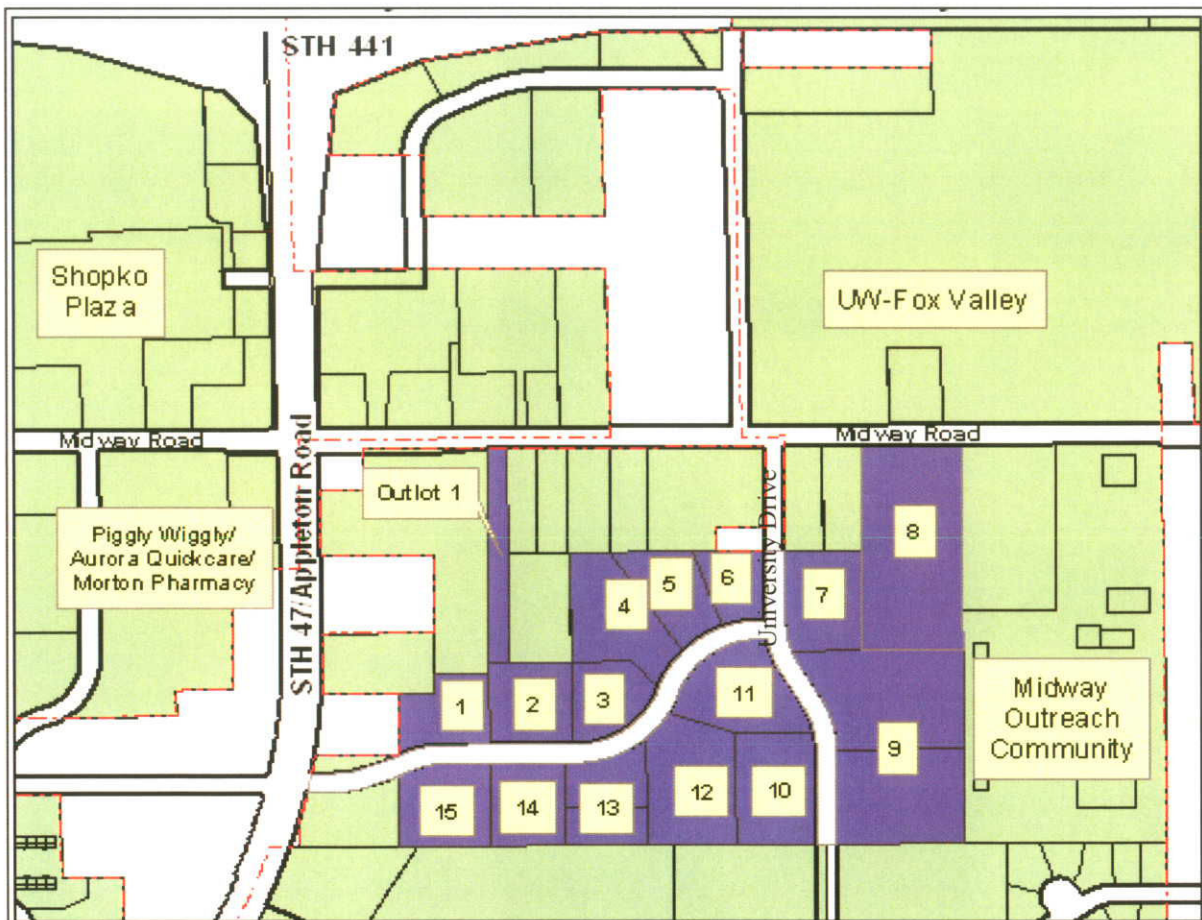 STH 441
Shopko
Plaza
UW-Fox Valley
Midway Road
Midway Road
STH 47/Appleton Road
Outlot 1
University Drive
Piggly Wiggly/
Aurora Quickcare/
Morton Pharmacy
8
5
6
4
7
1
2
3
11
Midway
Outreach
Community
9
15
14
13
12
10